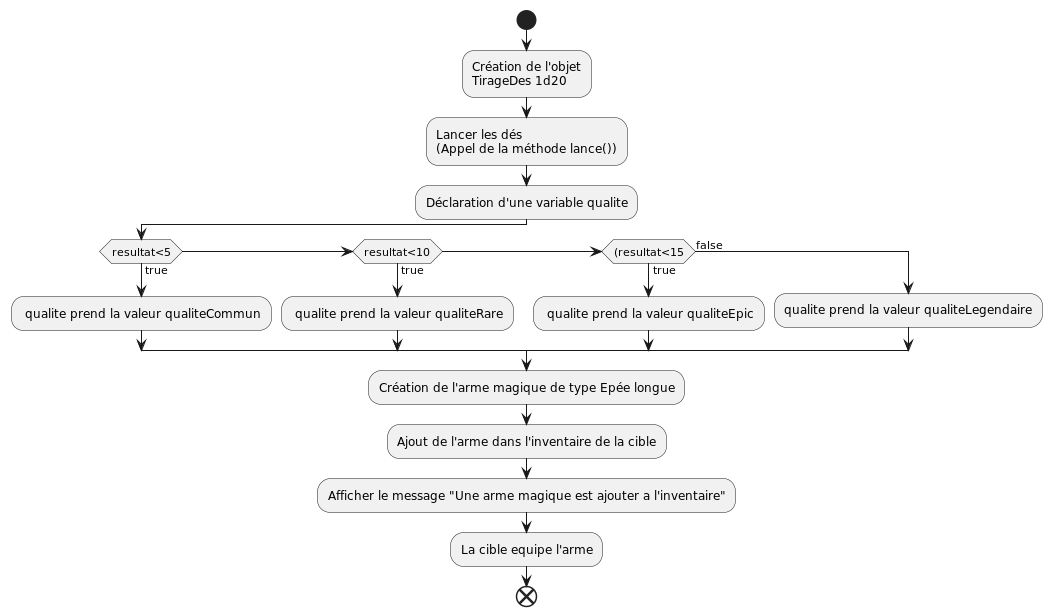 Création de l'objet
TirageDes 1d20
Lancer les dés
(Appel de la méthode lance())
Déclaration d'une variable qualite
resultat<5
resultat<10
(resultat<15
false
true
true
true
qualite prend la valeur qualiteCommun
qualite prend la valeur qualiteRare
qualite prend la valeur qualiteEpic
qualite prend la valeur qualiteLegendaire
Création de l'arme magique de type Epée longue
Ajout de l'arme dans l'inventaire de la cible
Afficher le message "Une arme magique est ajouter a l'inventaire"
La cible equipe l'arme